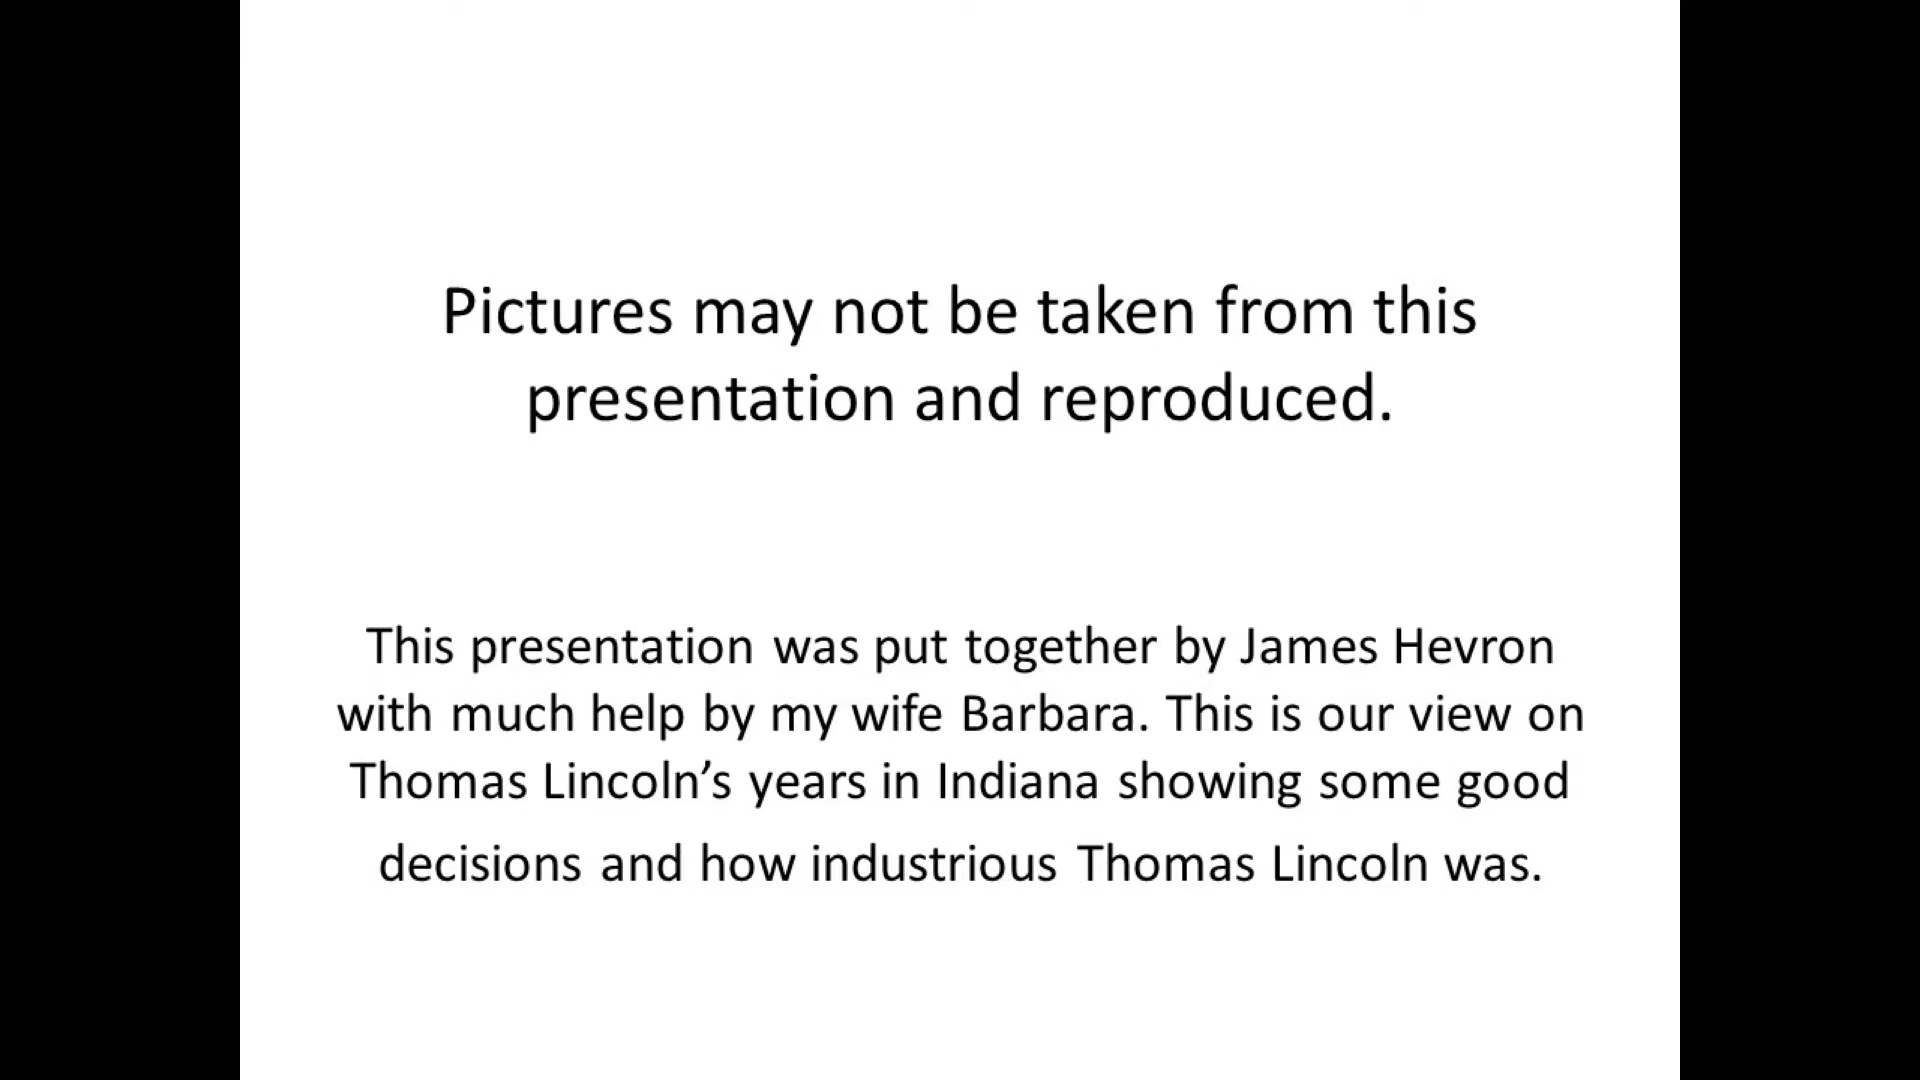 Pictures may not be taken from this
presentation and reproduced.
This presentation was put together by James Hevron
with much help by my wife Barbara. This is our view on
Thomas Lincoln’s years in Indiana showing some good
decisions and how industrious Thomas Lincoln was.